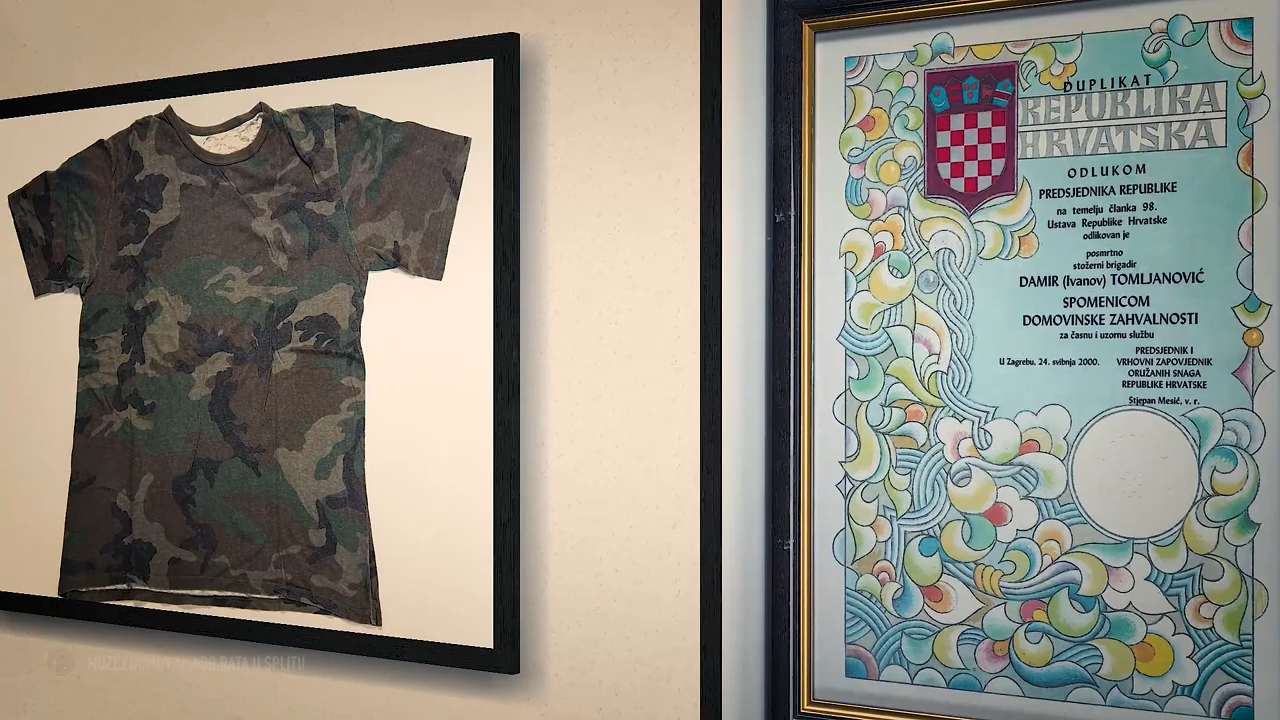 DUPLIKAT
REPUBLIKA
HRVATSKA
ODLUKOM
PREDSJEDNIKA REPUBLIKE
na temelju članka 98.
Ustava Republike Hrvatske
odlikovan je
posmrtno
stožerni brigadir
DAMIR (Ivanov) TOMLJANOVIĆ
SPOMENICOM
DOMOVINSKE ZAHVALNOSTI
za časnu i uzornu službu
U Zagrebu, 24. svibnja 2000.
PREDSJEDNIK I
VRHOVNI ZAPOVJEDNIK
ORUŽANIH SNAGA
REPUBLIKE HRVATSKE
Stjepan Mesić, v. r.
MUZEJ DOMOVINSKOG RATA U SPLITU